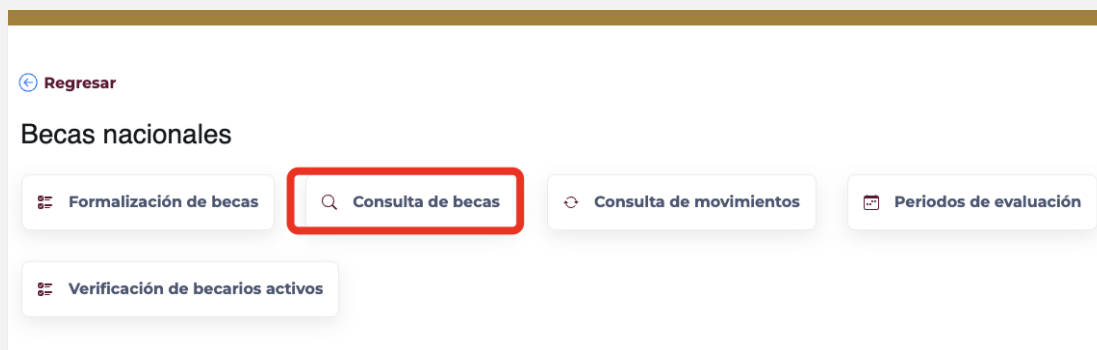 Regresar
Becas nacionales
Formalización de becas
Consulta de becas
Consulta de movimientos
Periodos de evaluación
Verificación de becarios activos